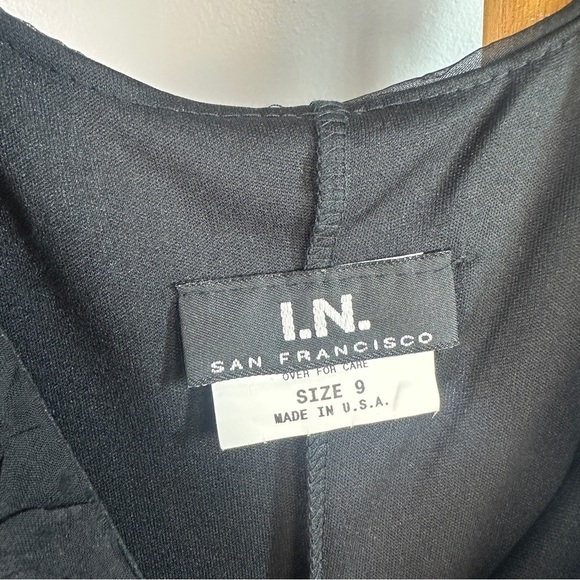 I.N.
SAN FRANCISCO
OVER FOR CARE
SIZE 9
MADE IN U.S.A.